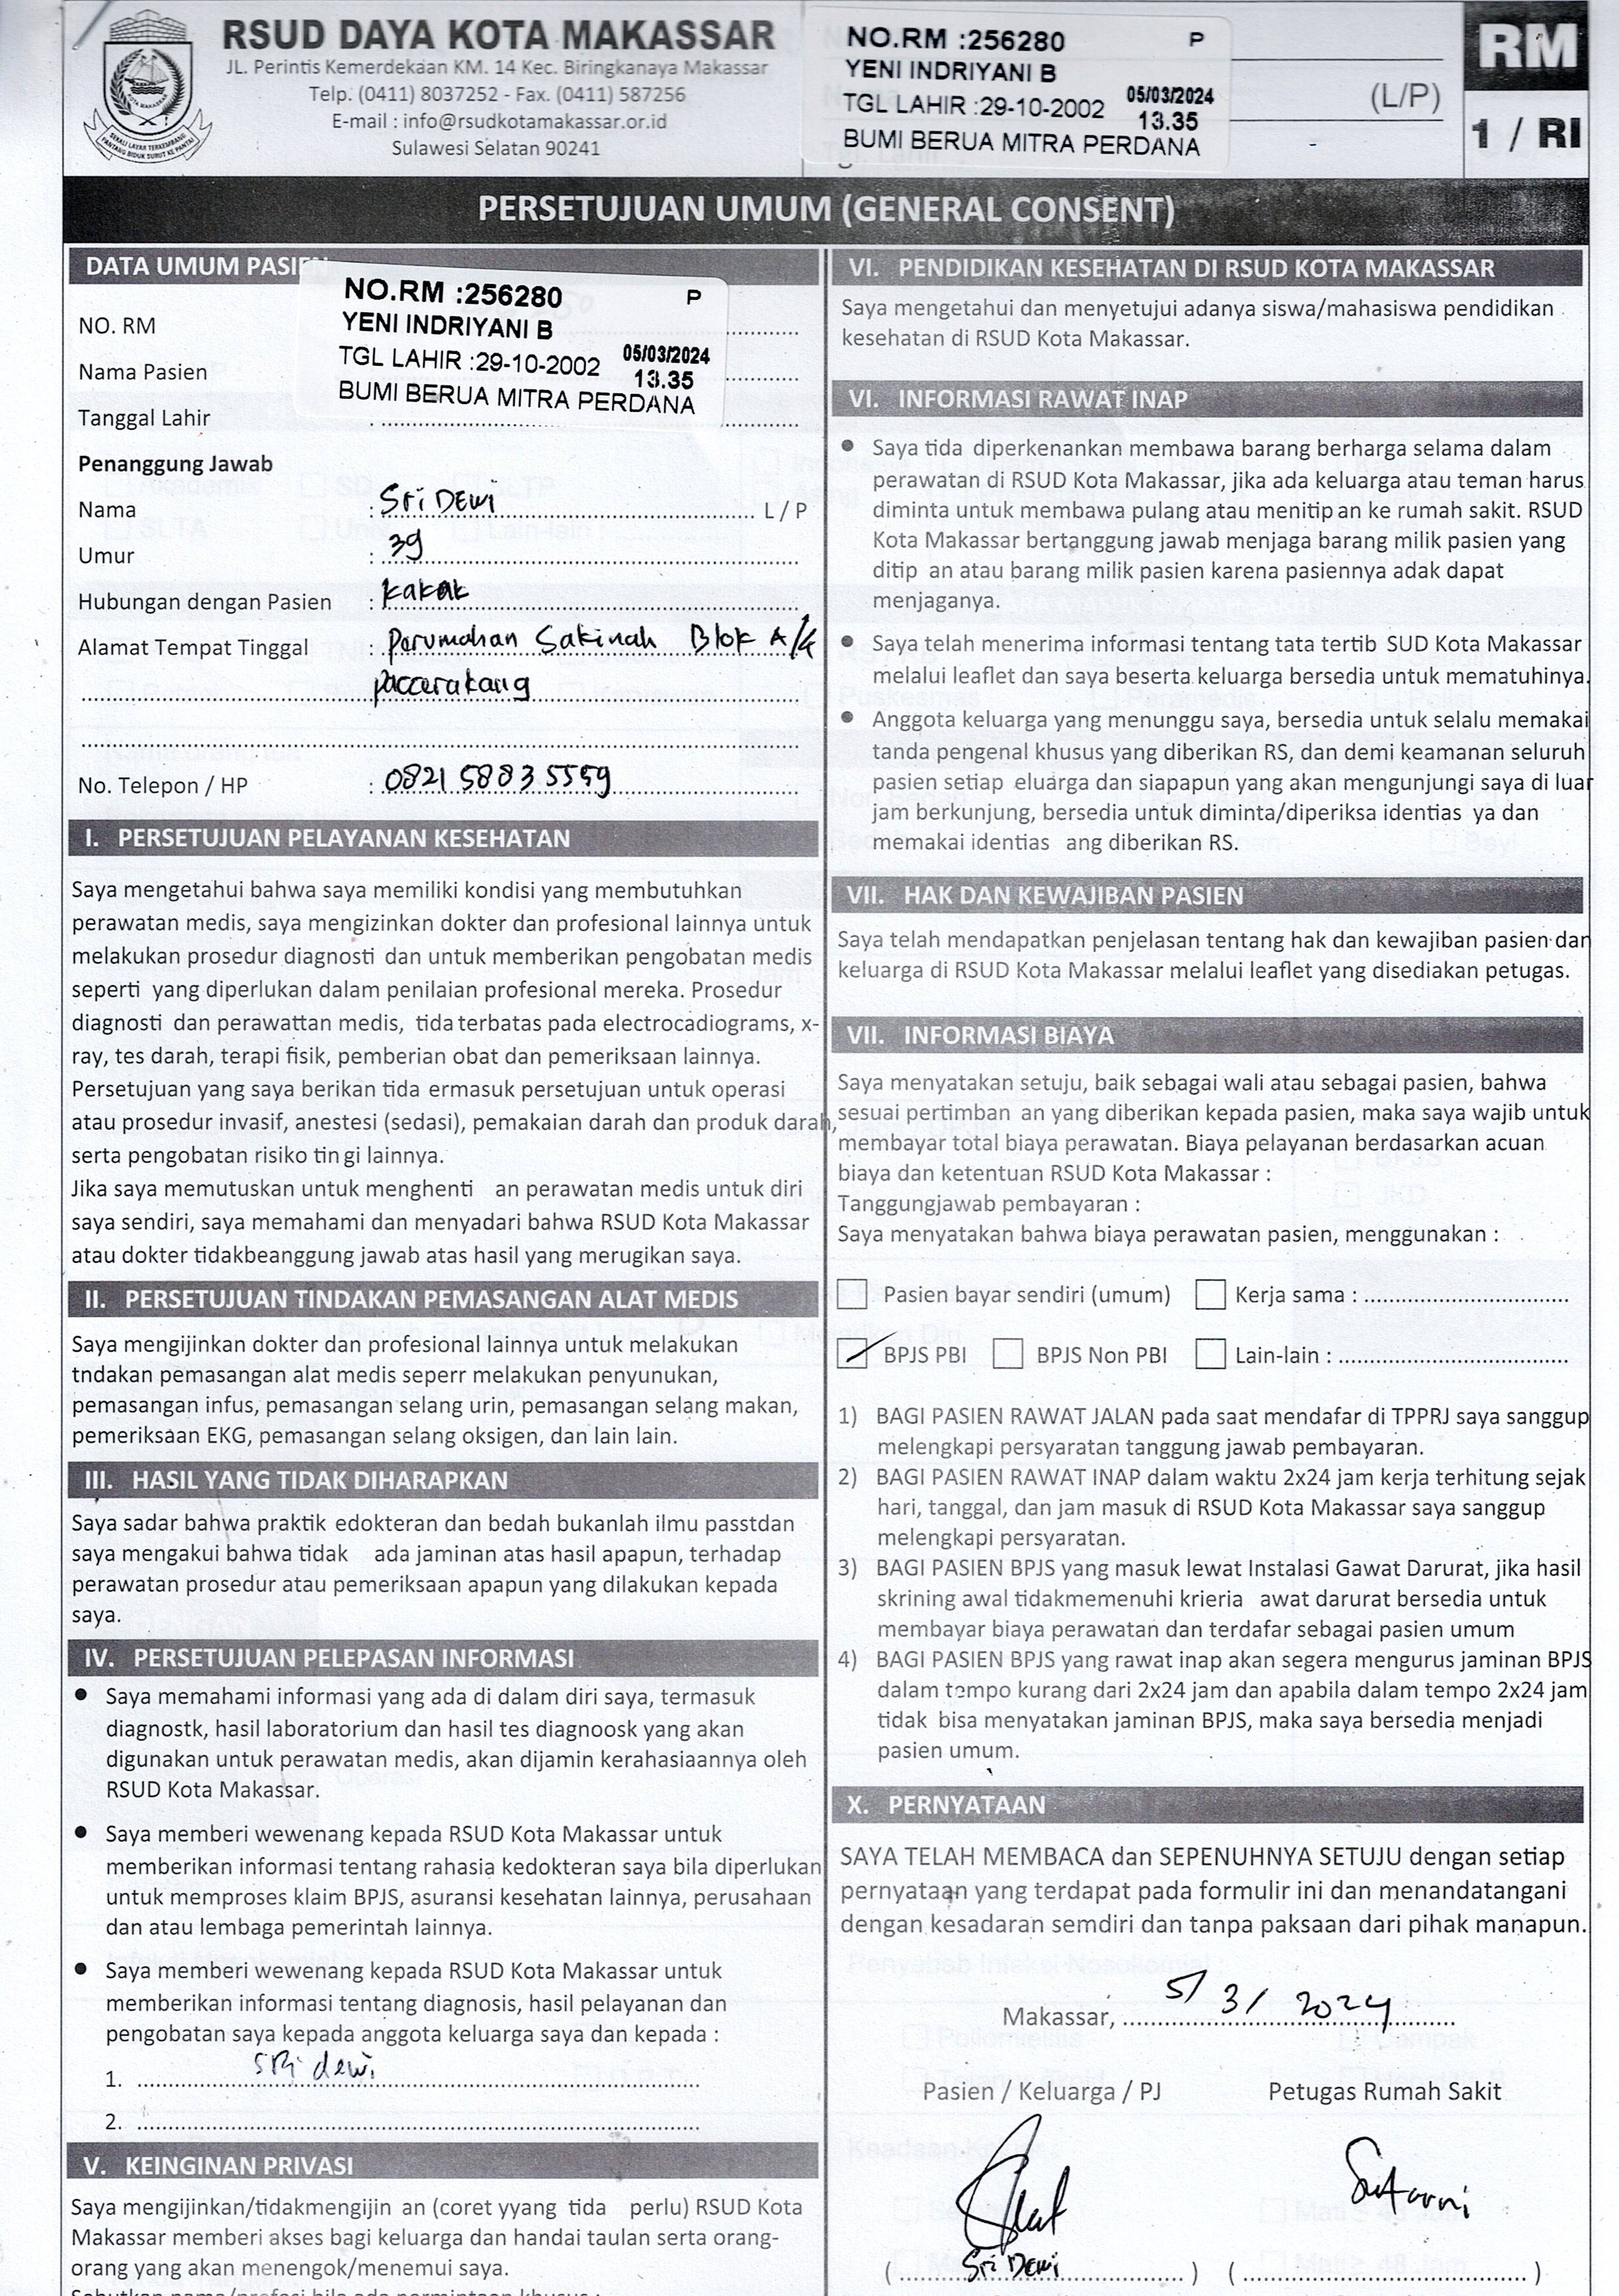 RSUD DAYA KOTA MAKASSAR
JL. Perintis Kemerdekaan KM. 14 Kec. Biringkanaya Makassar
Telp. (0411) 8037252 - Fax. (0411) 587256
E-mail : info@rsudkotamakassar.or.id
Sulawesi Selatan 90241
NO.RM :256280 P
YENI INDRIYANI B
TGL LAHIR :29-10-2002 05/03/2024
13.35
BUMI BERUA MITRA PERDANA
(L/P)
RM
1 / RI
PERSETUJUAN UMUM (GENERAL CONSENT)
DATA UMUM PASIEN
NO.RM :256280 P
YENI INDRIYANI B
TGL LAHIR :29-10-2002 05/03/2024
13.35
BUMI BERUA MITRA PERDANA
NO. RM
Nama Pasien
Tanggal Lahir :
Penanggung Jawab
Nama : Sri Dewi L / P
Umur : 39
Hubungan dengan Pasien : kakak
Alamat Tempat Tinggal : perumahan Sakinah Blok A/4
paccerakang
No. Telepon / HP : 0821 5883 5559
I. PERSETUJUAN PELAYANAN KESEHATAN
Saya mengetahui bahwa saya memiliki kondisi yang membutuhkan
perawatan medis, saya mengizinkan dokter dan profesional lainnya untuk
melakukan prosedur diagnosti dan untuk memberikan pengobatan medis
seperti yang diperlukan dalam penilaian profesional mereka. Prosedur
diagnosti dan perawattan medis, tida terbatas pada electrocadiograms, x-
ray, tes darah, terapi fisik, pemberian obat dan pemeriksaan lainnya.
Persetujuan yang saya berikan tida ermasuk persetujuan untuk operasi
atau prosedur invasif, anestesi (sedasi), pemakaian darah dan produk darah,
serta pengobatan risiko tin gi lainnya.
Jika saya memutuskan untuk menghenti an perawatan medis untuk diri
saya sendiri, saya memahami dan menyadari bahwa RSUD Kota Makassar
atau dokter tidakbeanggung jawab atas hasil yang merugikan saya.
II. PERSETUJUAN TINDAKAN PEMASANGAN ALAT MEDIS
Saya mengijinkan dokter dan profesional lainnya untuk melakukan
tndakan pemasangan alat medis seperr melakukan penyunukan,
pemasangan infus, pemasangan selang urin, pemasangan selang makan,
pemeriksaan EKG, pemasangan selang oksigen, dan lain lain.
III. HASIL YANG TIDAK DIHARAPKAN
Saya sadar bahwa praktik edokteran dan bedah bukanlah ilmu passtdan
saya mengakui bahwa tidak ada jaminan atas hasil apapun, terhadap
perawatan prosedur atau pemeriksaan apapun yang dilakukan kepada
saya.
IV. PERSETUJUAN PELEPASAN INFORMASI
● Saya memahami informasi yang ada di dalam diri saya, termasuk
diagnostk, hasil laboratorium dan hasil tes diagnoosk yang akan
digunakan untuk perawatan medis, akan dijamin kerahasiaannya oleh
RSUD Kota Makassar.
● Saya memberi wewenang kepada RSUD Kota Makassar untuk
memberikan informasi tentang rahasia kedokteran saya bila diperlukan
untuk memproses klaim BPJS, asuransi kesehatan lainnya, perusahaan
dan atau lembaga pemerintah lainnya.
● Saya memberi wewenang kepada RSUD Kota Makassar untuk
memberikan informasi tentang diagnosis, hasil pelayanan dan
pengobatan saya kepada anggota keluarga saya dan kepada :
1. SRi dewi
2.
V. KEINGINAN PRIVASI
Saya mengijinkan/tidakmengijin an (coret yyang tida perlu) RSUD Kota
Makassar memberi akses bagi keluarga dan handai taulan serta orang-
orang yang akan menengok/menemui saya.
VI. PENDIDIKAN KESEHATAN DI RSUD KOTA MAKASSAR
Saya mengetahui dan menyetujui adanya siswa/mahasiswa pendidikan
kesehatan di RSUD Kota Makassar.
VI. INFORMASI RAWAT INAP
● Saya tida diperkenankan membawa barang berharga selama dalam
perawatan di RSUD Kota Makassar, jika ada keluarga atau teman harus
diminta untuk membawa pulang atau menitip an ke rumah sakit. RSUD
Kota Makassar bertanggung jawab menjaga barang milik pasien yang
ditip an atau barang milik pasien karena pasiennya adak dapat
menjaganya.
● Saya telah menerima informasi tentang tata tertib SUD Kota Makassar
melalui leaflet dan saya beserta keluarga bersedia untuk mematuhinya.
● Anggota keluarga yang menunggu saya, bersedia untuk selalu memakai
tanda pengenal khusus yang diberikan RS, dan demi keamanan seluruh
pasien setiap eluarga dan siapapun yang akan mengunjungi saya di luar
jam berkunjung, bersedia untuk diminta/diperiksa identias ya dan
memakai identias ang diberikan RS.
VII. HAK DAN KEWAJIBAN PASIEN
Saya telah mendapatkan penjelasan tentang hak dan kewajiban pasien dan
keluarga di RSUD Kota Makassar melalui leaflet yang disediakan petugas.
VII. INFORMASI BIAYA
Saya menyatakan setuju, baik sebagai wali atau sebagai pasien, bahwa
sesuai pertimban an yang diberikan kepada pasien, maka saya wajib untuk
membayar total biaya perawatan. Biaya pelayanan berdasarkan acuan
biaya dan ketentuan RSUD Kota Makassar :
Tanggungjawab pembayaran :
Saya menyatakan bahwa biaya perawatan pasien, menggunakan :
Pasien bayar sendiri (umum) Kerja sama :
BPJS PBI BPJS Non PBI Lain-lain :
1) BAGI PASIEN RAWAT JALAN pada saat mendafar di TPPRJ saya sanggup
melengkapi persyaratan tanggung jawab pembayaran.
2) BAGI PASIEN RAWAT INAP dalam waktu 2x24 jam kerja terhitung sejak
hari, tanggal, dan jam masuk di RSUD Kota Makassar saya sanggup
melengkapi persyaratan.
3) BAGI PASIEN BPJS yang masuk lewat Instalasi Gawat Darurat, jika hasil
skrining awal tidakmemenuhi krieria awat darurat bersedia untuk
membayar biaya perawatan dan terdafar sebagai pasien umum
4) BAGI PASIEN BPJS yang rawat inap akan segera mengurus jaminan BPJS
dalam tempo kurang dari 2x24 jam dan apabila dalam tempo 2x24 jam
tidak bisa menyatakan jaminan BPJS, maka saya bersedia menjadi
pasien umum.
X. PERNYATAAN
SAYA TELAH MEMBACA dan SEPENUHNYA SETUJU dengan setiap
pernyataan yang terdapat pada formulir ini dan menandatangani
dengan kesadaran semdiri dan tanpa paksaan dari pihak manapun.
Makassar, 5/3/2024
Pasien / Keluarga / PJ Petugas Rumah Sakit
Sutarni
( Sri Dewi ) ( )